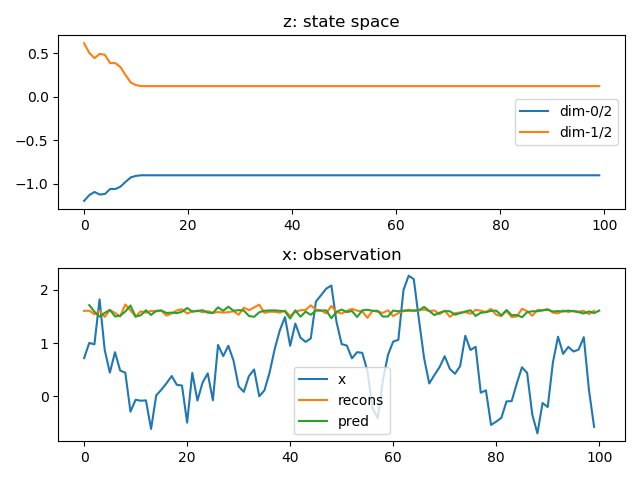 z: state space
0.5
0.0
−0.5
−1.0
dim-0/2
dim-1/2
0 20 40 60 80 100
x: observation
2
1
0
x
recons
pred
0 20 40 60 80 100